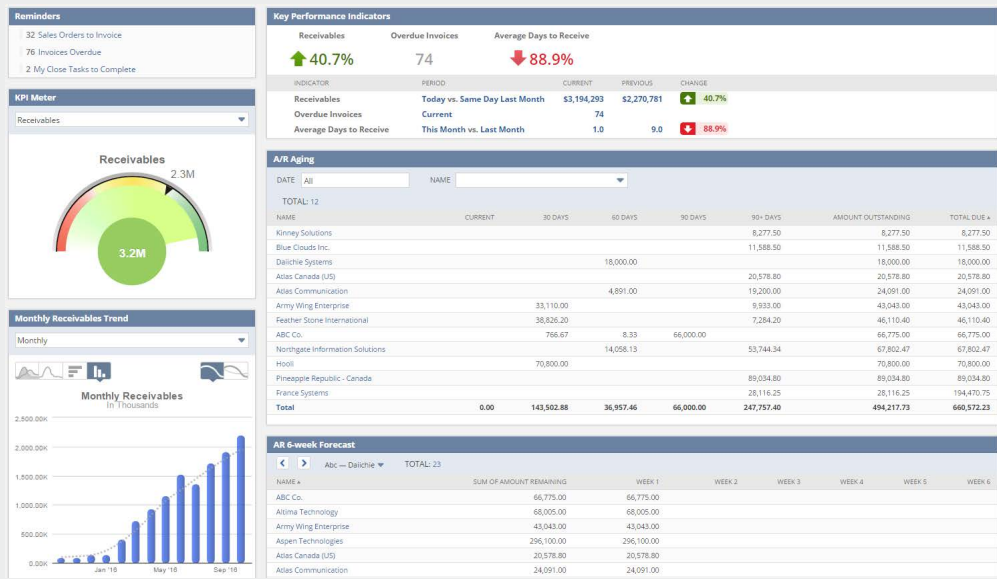 Reminders
32 Sales Orders to Invoice
76 Invoices Overdue
2 My Close Tasks to Complete
KPI Meter
Receivables
Receivables
2.3M
3.2M
Monthly Receivables Trend
Monthly
Monthly Receivables
In Thousands
2,500.00K
2,000.00K
1,500.00K
1,000.00K
500.00K
0.00K
Jan '16 May '16 Sep '16
Key Performance Indicators
Receivables Overdue Invoices Average Days to Receive
40.7% 74 88.9%
INDICATOR PERIOD CURRENT PREVIOUS CHANGE
Receivables Today vs. Same Day Last Month $3,194,293 $2,270,781 40.7%
Overdue Invoices Current 74
Average Days to Receive This Month vs. Last Month 1.0 9.0 88.9%
A/R Aging
DATE All NAME
TOTAL: 12
NAME CURRENT 30 DAYS 60 DAYS 90 DAYS 90+ DAYS AMOUNT OUTSTANDING TOTAL DUE
Kinney Solutions 8,277.50 8,277.50 8,277.50
Blue Clouds Inc. 11,588.50 11,588.50 11,588.50
Daiichie Systems 18,000.00 18,000.00 18,000.00
Atlas Canada (US) 20,578.80 20,578.80 20,578.80
Atlas Communication 4,891.00 19,200.00 24,091.00 24,091.00
Army Wing Enterprise 33,110.00 9,933.00 43,043.00 43,043.00
Feather Stone International 38,826.20 7,284.20 46,110.40 46,110.40
ABC Co. 766.67 8.33 66,000.00 66,775.00 66,775.00
Northgate Information Solutions 14,058.13 53,744.34 67,802.47 67,802.47
Hooli 70,800.00 70,800.00 70,800.00
Pineapple Republic - Canada 89,034.80 89,034.80 89,034.80
France Systems 28,116.25 28,116.25 194,470.75
Total 0.00 143,502.88 36,957.46 66,000.00 247,757.40 494,217.73 660,572.23
AR 6-week Forecast
Abc — Daiichie TOTAL: 23
NAME SUM OF AMOUNT REMAINING WEEK 1 WEEK 2 WEEK 3 WEEK 4 WEEK 5 WEEK 6
ABC Co. 66,775.00 66,775.00
Altima Technology 68,005.00 68,005.00
Army Wing Enterprise 43,043.00 43,043.00
Aspen Technologies 296,100.00 296,100.00
Atlas Canada (US) 20,578.80 20,578.80
Atlas Communication 24,091.00 24,091.00